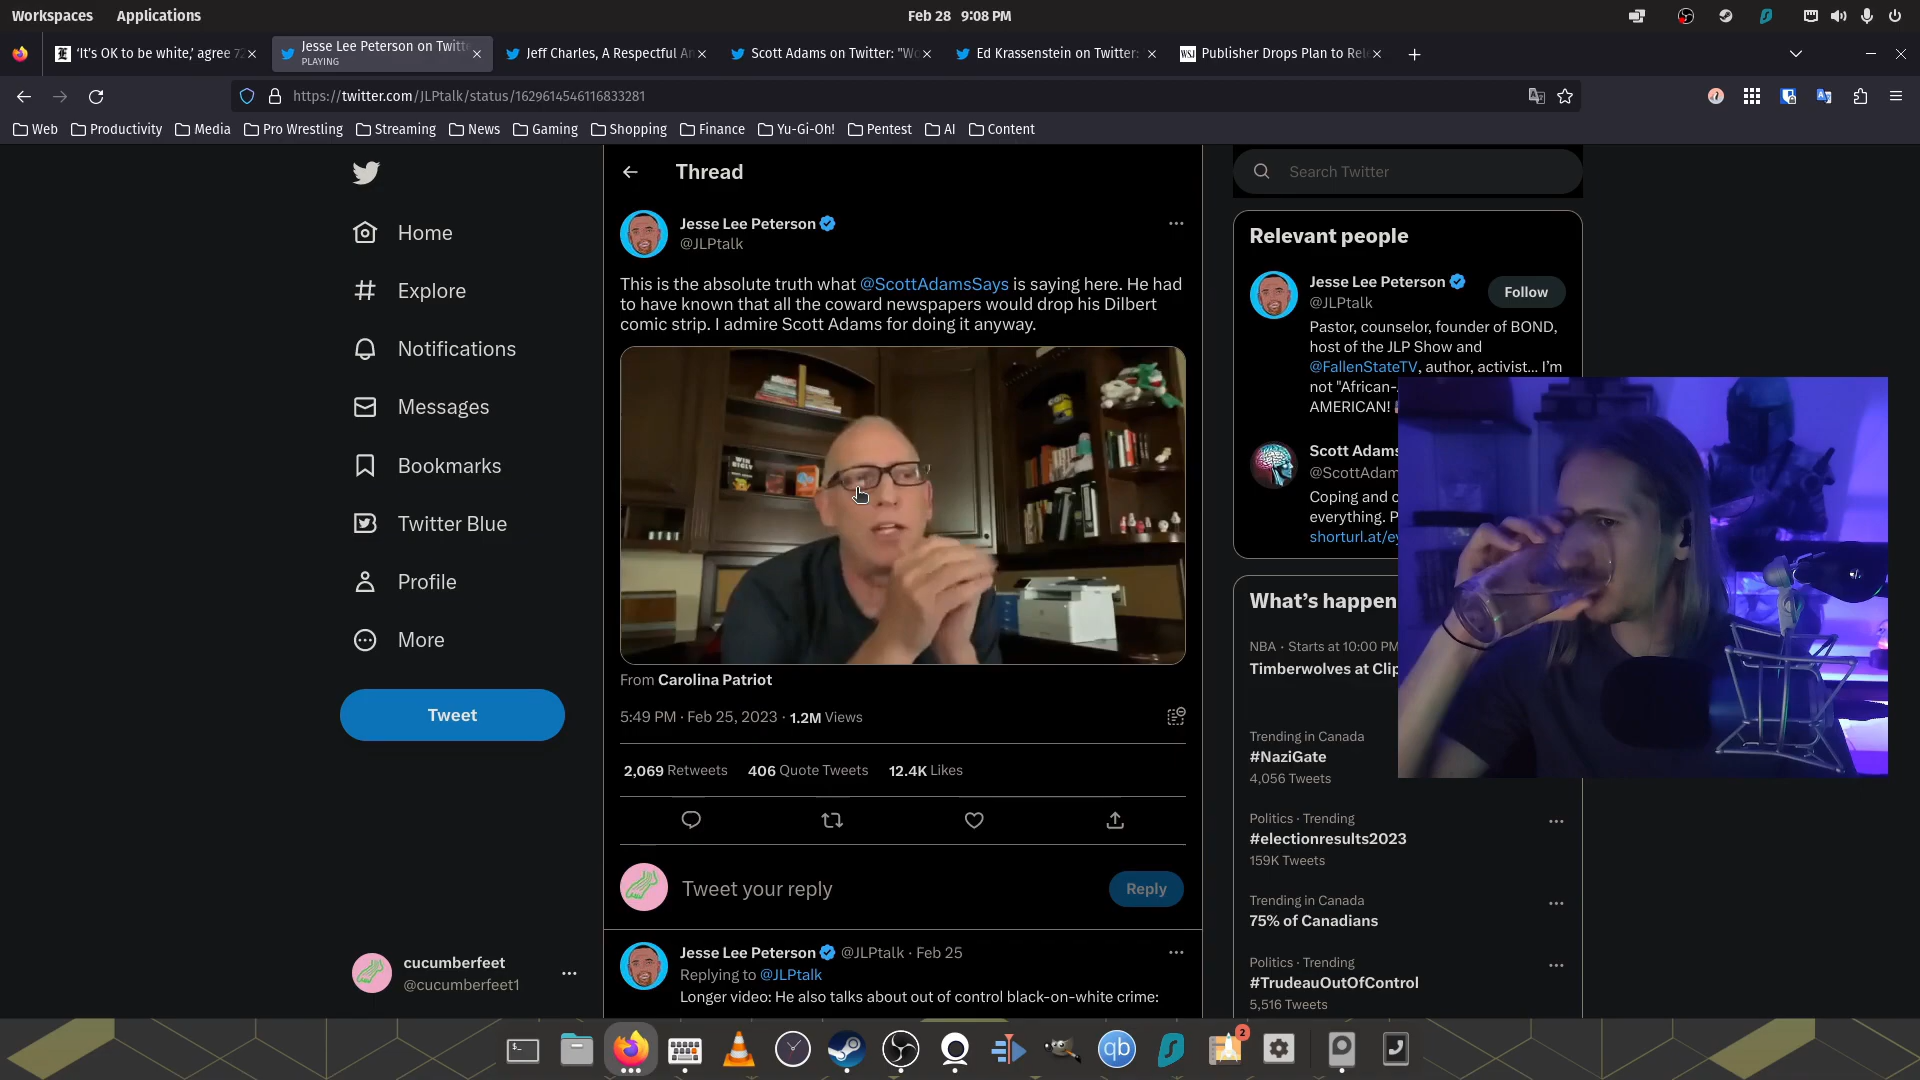 Workspaces Applications Feb 28 9:08 PM
'It's OK to be white,' agree 7
Jesse Lee Peterson on Twitt
PLAYING
Jeff Charles, A Respectful
Scott Adams on Twitter: "Wo
Ed Krassenstein on Twitter:
WSJ Publisher Drops Plan to Rel
https://twitter.com/JLPtalk/status/1629614546116833281
Web Productivity Media Pro Wrestling Streaming News Gaming Shopping Finance Yu-Gi-Oh! Pentest AI Content
Home
Explore
Notifications
Messages
Bookmarks
Twitter Blue
Profile
More
Tweet
cucumberfeet
@cucumberfeet1
Thread
Jesse Lee Peterson
@JLPtalk
This is the absolute truth what @ScottAdamsSays is saying here. He had
to have known that all the coward newspapers would drop his Dilbert
comic strip. I admire Scott Adams for doing it anyway.
WIN
BIGLY
From Carolina Patriot
5:49 PM · Feb 25, 2023 · 1.2M Views
2,069 Retweets 406 Quote Tweets 12.4K Likes
Tweet your reply
Reply
Jesse Lee Peterson @JLPtalk · Feb 25
Replying to @JLPtalk
Longer video: He also talks about out of control black-on-white crime:
Search Twitter
Relevant people
Jesse Lee Peterson
@JLPtalk
Follow
Pastor, counselor, founder of BOND,
host of the JLP Show and
@FallenStateTV, author, activist... I'm
not "African-
AMERICAN!
Scott Adams
@ScottAdam
Coping and c
everything. P
shorturl.at/ey
What's happen
NBA · Starts at 10:00 PM
Timberwolves at Clip
Trending in Canada
#NaziGate
4,056 Tweets
Politics · Trending
#electionresults2023
159K Tweets
Trending in Canada
75% of Canadians
Politics · Trending
#TrudeauOutOfControl
5,516 Tweets
2